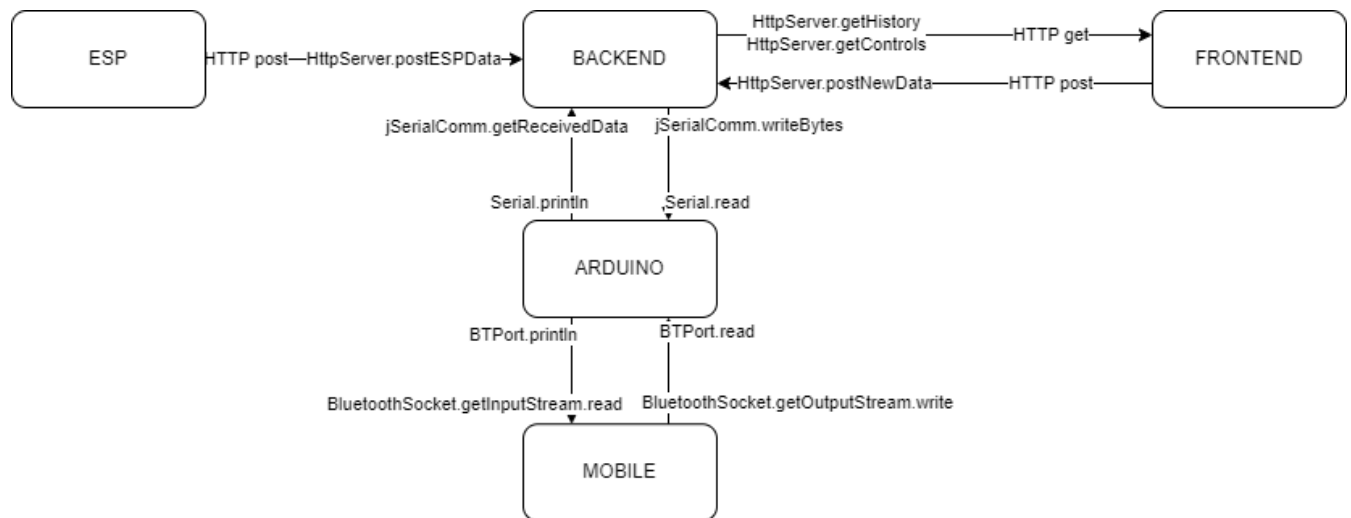 HttpServer.getHistory
HttpServer.getControls
HTTP get
ESP
HTTP post
HttpServer.postESPData
BACKEND
FRONTEND
HttpServer.postNewData
HTTP post
jSerialComm.getReceivedData
jSerialComm.writeBytes
Serial.println
,Serial.read
ARDUINO
BTPort.println
BTPort.read
BluetoothSocket.getInputStream.read
BluetoothSocket.getOutputStream.write
MOBILE